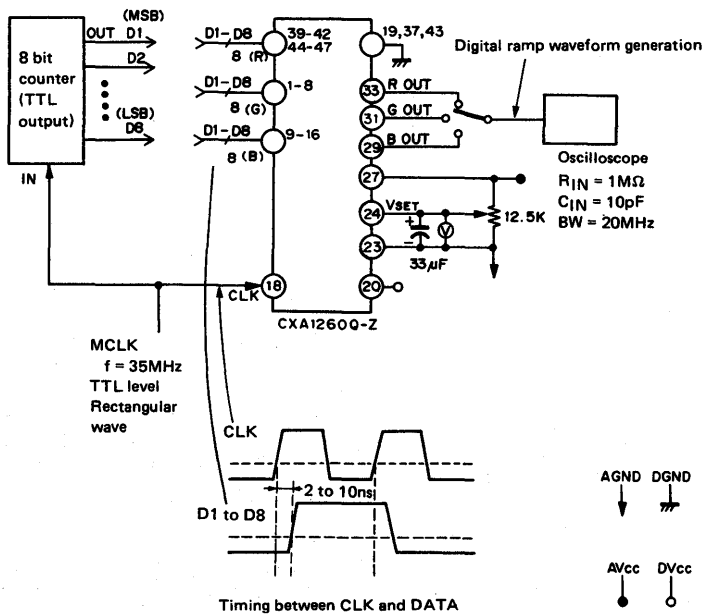 (MSB)
OUT D1
D2
(LSB)
D8
8 bit
counter
(TTL
output)
IN
D1–D8
8 (R)
39-42
44-47
D1–D8
8 (G)
1-8
D1–D8
8 (B)
9-16
19,37,43
33 R OUT
31 G OUT
29 B OUT
27
24 VSET
23
20
18
CLK
+
−
33µF
V
12.5K
Digital ramp waveform generation
Oscilloscope
RIN = 1MΩ
CIN = 10pF
BW = 20MHz
CXA1260Q-Z
MCLK
f = 35MHz
TTL level
Rectangular
wave
CLK
2 to 10ns
D1 to D8
AGND DGND
AVcc DVcc
Timing between CLK and DATA